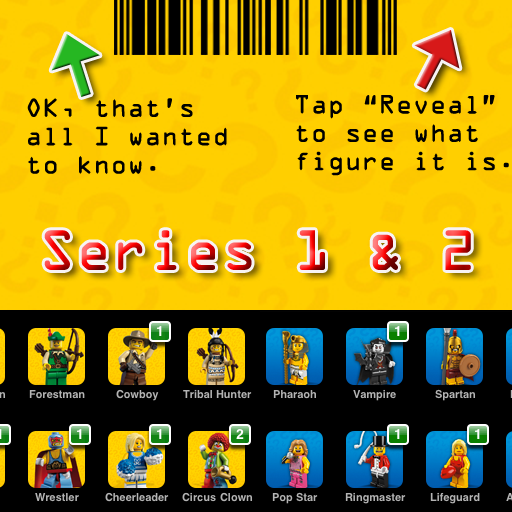 OK, that's
all I wanted
to know.
Tap “Reveal”
to see what
figure it is.
Series 1 & 2
1 1
Forestman Cowboy Tribal Hunter Pharaoh Vampire Spartan
1 1 2 1 1
Wrestler Cheerleader Circus Clown Pop Star Ringmaster Lifeguard